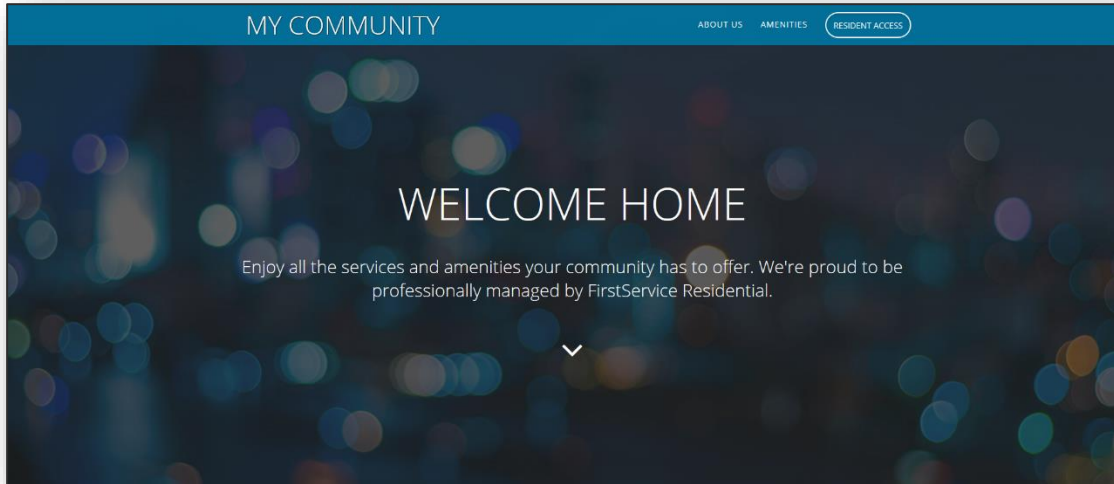 MY COMMUNITY
ABOUT US AMENITIES RESIDENT ACCESS
WELCOME HOME
Enjoy all the services and amenities your community has to offer. We're proud to be
professionally managed by FirstService Residential.